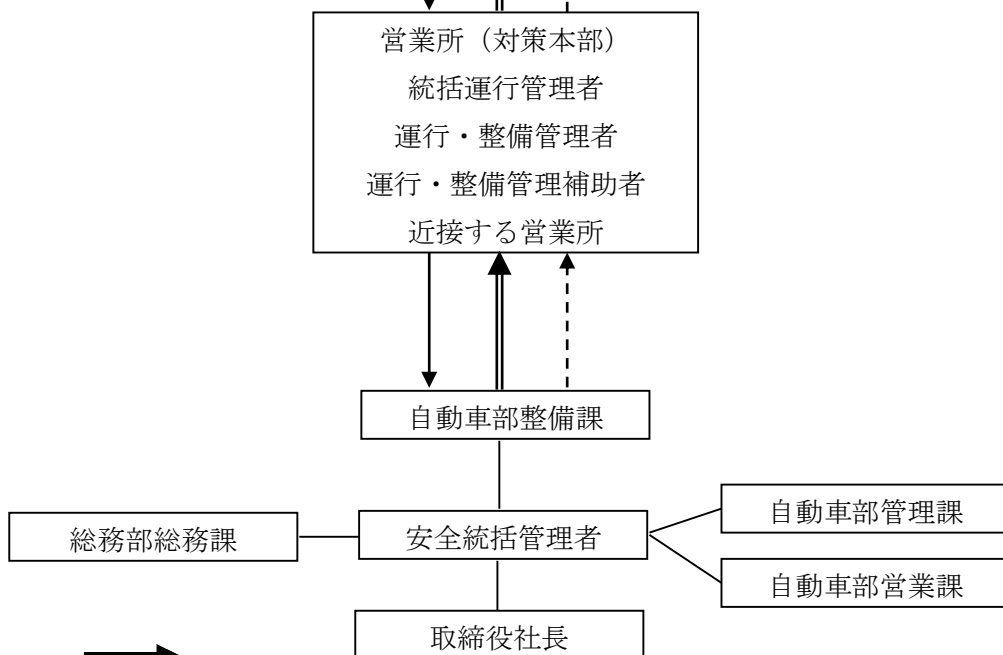 営業所（対策本部）
統括運行管理者
運行・整備管理者
運行・整備管理補助者
近接する営業所
自動車部整備課
総務部総務課
安全統括管理者
自動車部管理課
自動車部営業課
取締役社長